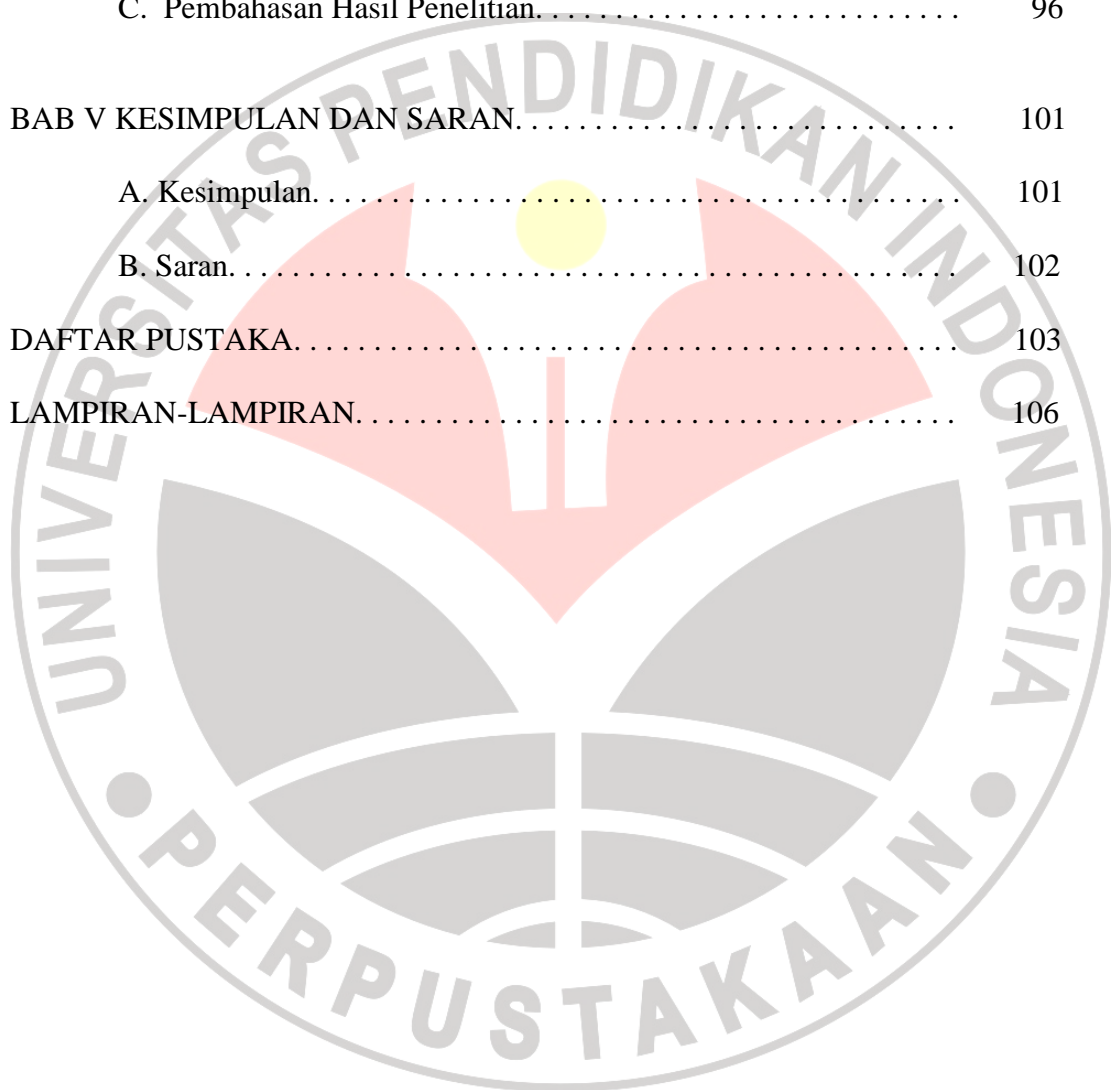 C. Pembahasan Hasil Penelitian. . . . . . . . . . . . . . . . . . . . . . . . . . . 96
BAB V KESIMPULAN DAN SARAN. . . . . . . . . . . . . . . . . . . . . . . . . . . . 101
A. Kesimpulan. . . . . . . . . . . . . . . . . . . . . . . . . . . . . . . . . . . . . . . . . 101
B. Saran. . . . . . . . . . . . . . . . . . . . . . . . . . . . . . . . . . . . . . . . . . . . . . 102
DAFTAR PUSTAKA. . . . . . . . . . . . . . . . . . . . . . . . . . . . . . . . . . . . . . . . . . 103
LAMPIRAN-LAMPIRAN. . . . . . . . . . . . . . . . . . . . . . . . . . . . . . . . . . . . . . 106
UNIVERSITAS PENDIDIKAN INDONESIA
PERPUSTAKAAN